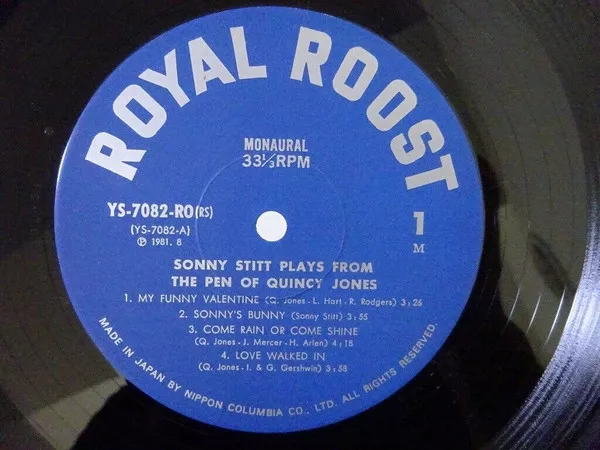 ROYAL ROOST
MONAURAL
33⅓RPM
YS-7082-RO(RS)
(YS-7082-A)
Ⓟ 1981. 8
1
M
SONNY STITT PLAYS FROM
THE PEN OF QUINCY JONES
1. MY FUNNY VALENTINE (Q. Jones - L. Hart - R. Rodgers) 3 : 26
2. SONNY'S BUNNY (Sonny Stitt) 3 : 55
3. COME RAIN OR COME SHINE
(Q. Jones - J. Mercer - H. Arlen) 4 : 18
4. LOVE WALKED IN
(Q. Jones - I. & G. Gershwin) 3 : 58
MADE IN JAPAN BY NIPPON COLUMBIA CO., LTD. ALL RIGHTS RESERVED.